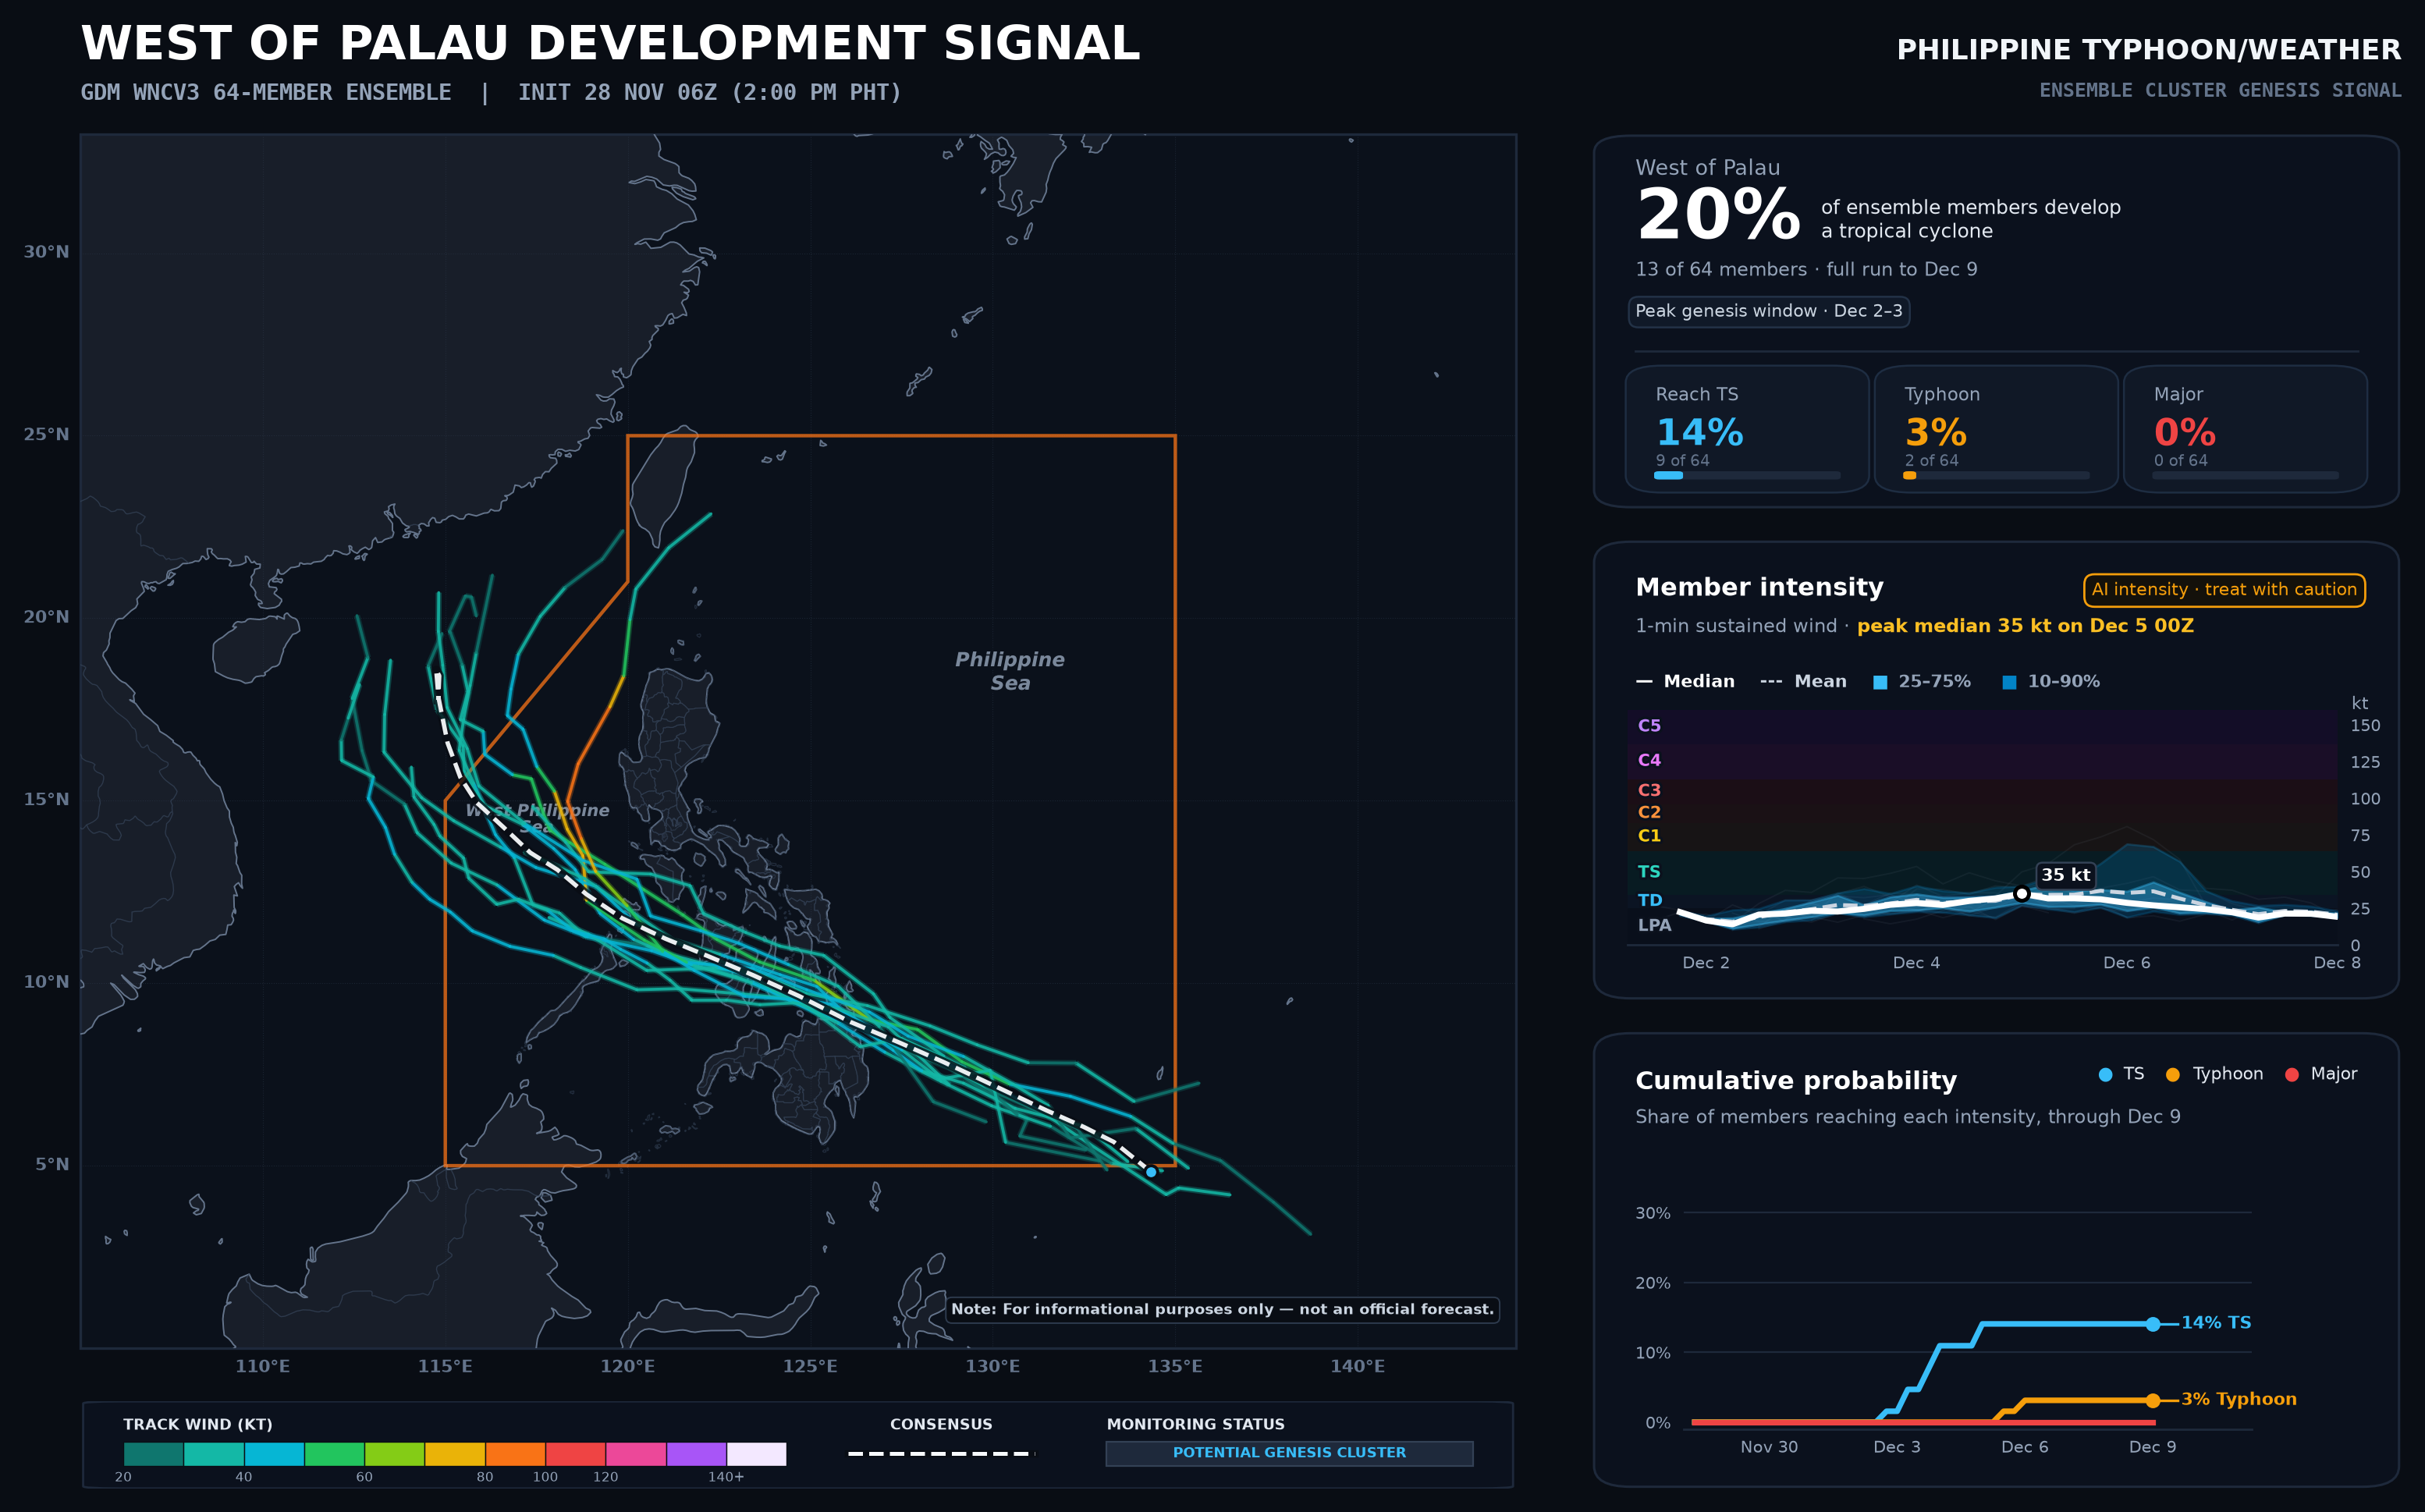 WEST OF PALAU DEVELOPMENT SIGNAL
GDM WNCV3 64-MEMBER ENSEMBLE | INIT 28 NOV 06Z (2:00 PM PHT)
PHILIPPINE TYPHOON/WEATHER
ENSEMBLE CLUSTER GENESIS SIGNAL
30°N
25°N
20°N
15°N
10°N
5°N
Philippine
Sea
West Philippine
Sea
Note: For informational purposes only — not an official forecast.
110°E 115°E 120°E 125°E 130°E 135°E 140°E
TRACK WIND (KT)
20 40 60 80 100 120 140+
CONSENSUS
MONITORING STATUS
POTENTIAL GENESIS CLUSTER
West of Palau
20% of ensemble members develop
a tropical cyclone
13 of 64 members · full run to Dec 9
Peak genesis window · Dec 2–3
Reach TS
14%
9 of 64
Typhoon
3%
2 of 64
Major
0%
0 of 64
Member intensity
AI intensity · treat with caution
1-min sustained wind · peak median 35 kt on Dec 5 00Z
Median Mean 25–75% 10–90%
kt
C5 150
C4 125
C3 100
C2
C1 75
TS 50
35 kt
TD 25
LPA 0
Dec 2 Dec 4 Dec 6 Dec 8
Cumulative probability
TS Typhoon Major
Share of members reaching each intensity, through Dec 9
30%
20%
10%
0%
14% TS
3% Typhoon
Nov 30 Dec 3 Dec 6 Dec 9